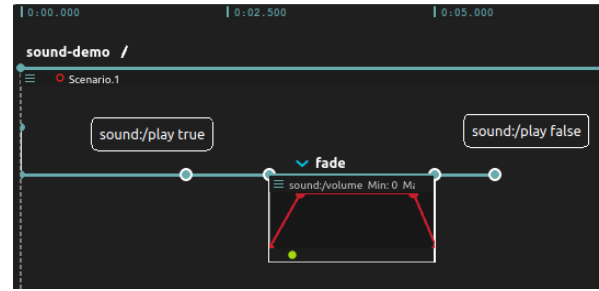 0:00.000 0:02.500 0:05.000
sound-demo /
Scenario.1
sound:/play true
sound:/play false
fade
sound:/volume Min: 0